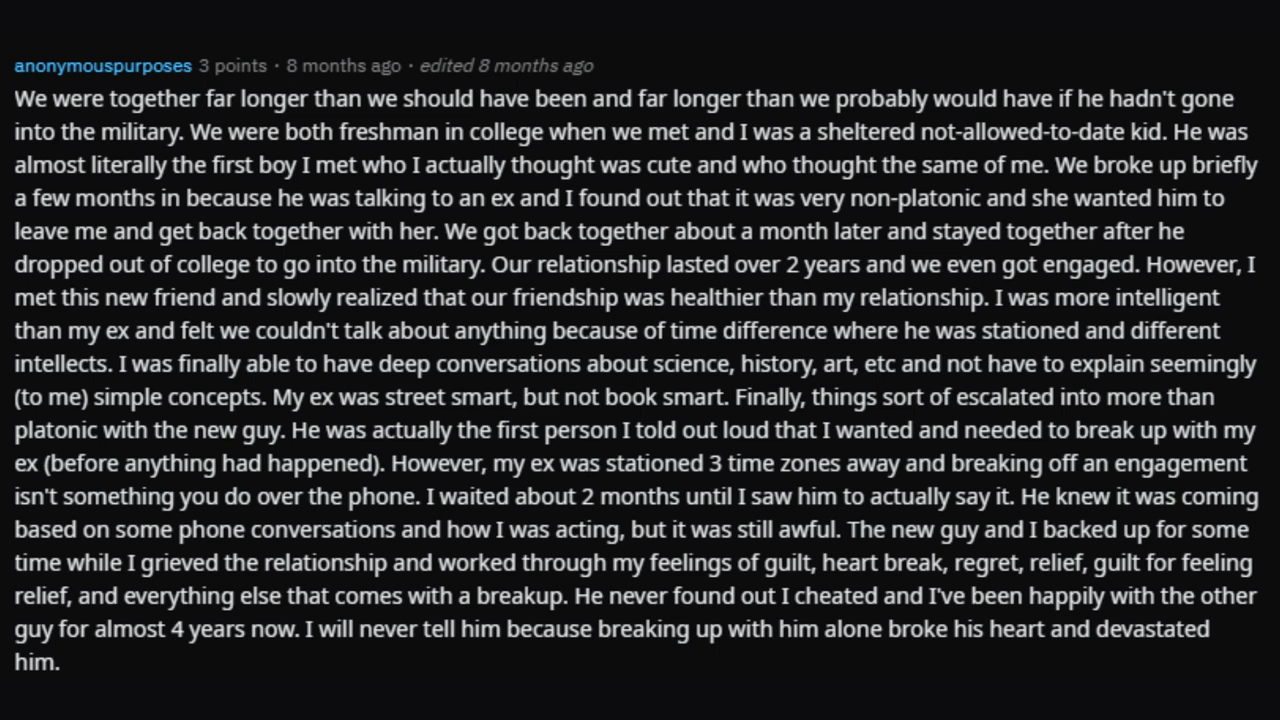 anonymouspurposes 3 points · 8 months ago · edited 8 months ago
We were together far longer than we should have been and far longer than we probably would have if he hadn't gone
into the military. We were both freshman in college when we met and I was a sheltered not-allowed-to-date kid. He was
almost literally the first boy I met who I actually thought was cute and who thought the same of me. We broke up briefly
a few months in because he was talking to an ex and I found out that it was very non-platonic and she wanted him to
leave me and get back together with her. We got back together about a month later and stayed together after he
dropped out of college to go into the military. Our relationship lasted over 2 years and we even got engaged. However, I
met this new friend and slowly realized that our friendship was healthier than my relationship. I was more intelligent
than my ex and felt we couldn't talk about anything because of time difference where he was stationed and different
intellects. I was finally able to have deep conversations about science, history, art, etc and not have to explain seemingly
(to me) simple concepts. My ex was street smart, but not book smart. Finally, things sort of escalated into more than
platonic with the new guy. He was actually the first person I told out loud that I wanted and needed to break up with my
ex (before anything had happened). However, my ex was stationed 3 time zones away and breaking off an engagement
isn't something you do over the phone. I waited about 2 months until I saw him to actually say it. He knew it was coming
based on some phone conversations and how I was acting, but it was still awful. The new guy and I backed up for some
time while I grieved the relationship and worked through my feelings of guilt, heart break, regret, relief, guilt for feeling
relief, and everything else that comes with a breakup. He never found out I cheated and I've been happily with the other
guy for almost 4 years now. I will never tell him because breaking up with him alone broke his heart and devastated
him.